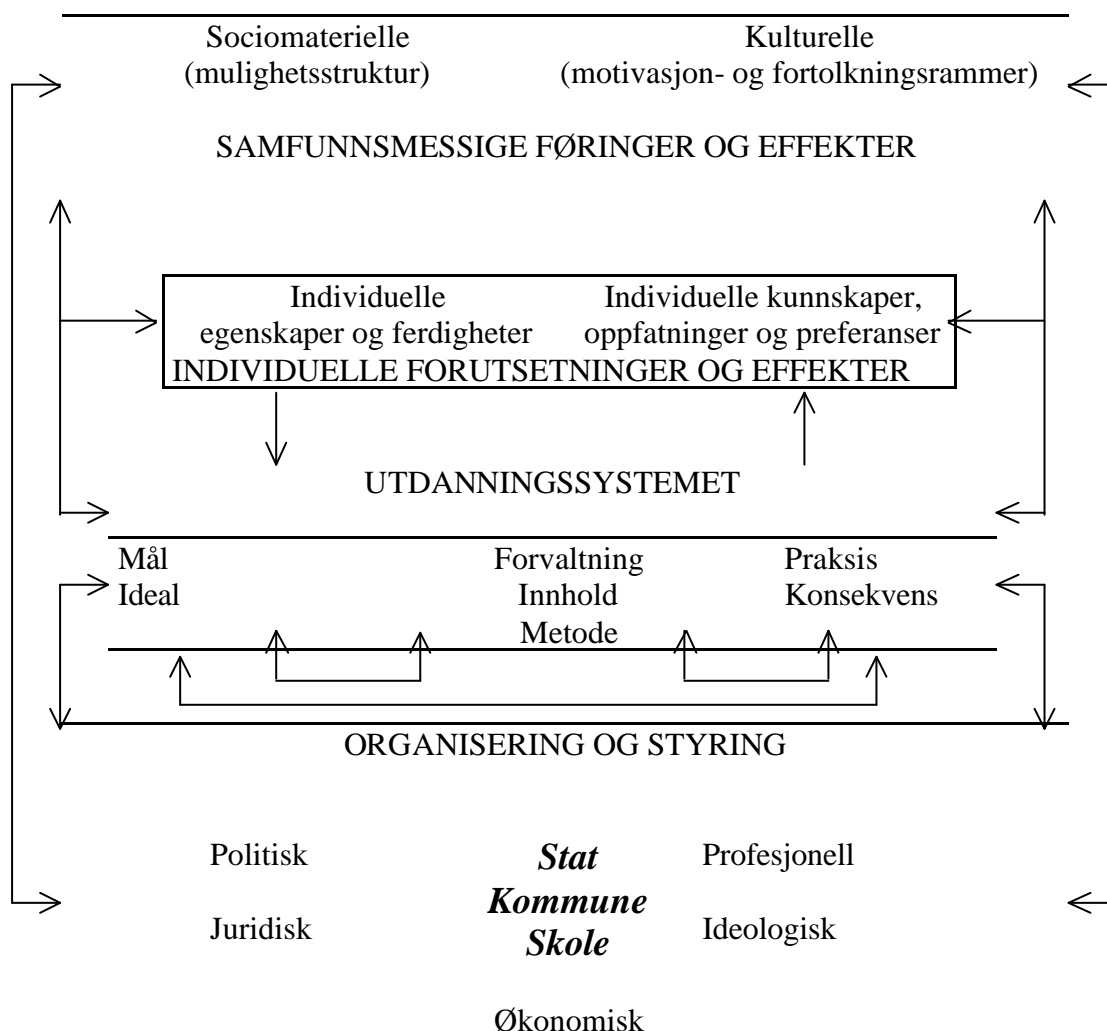 Sociomaterielle Kulturelle
(mulighetsstruktur) (motivasjon- og fortolkningsrammer)
SAMFUNNSMESSIGE FØRINGER OG EFFEKTER
Individuelle Individuelle kunnskaper,
egenskaper og ferdigheter oppfatninger og preferanser
INDIVIDUELLE FORUTSETNINGER OG EFFEKTER
UTDANNINGSSYSTEMET
Mål Forvaltning Praksis
Ideal Innhold Konsekvens
Metode
ORGANISERING OG STYRING
Politisk Stat Profesjonell
Kommune
Juridisk Skole Ideologisk
Økonomisk